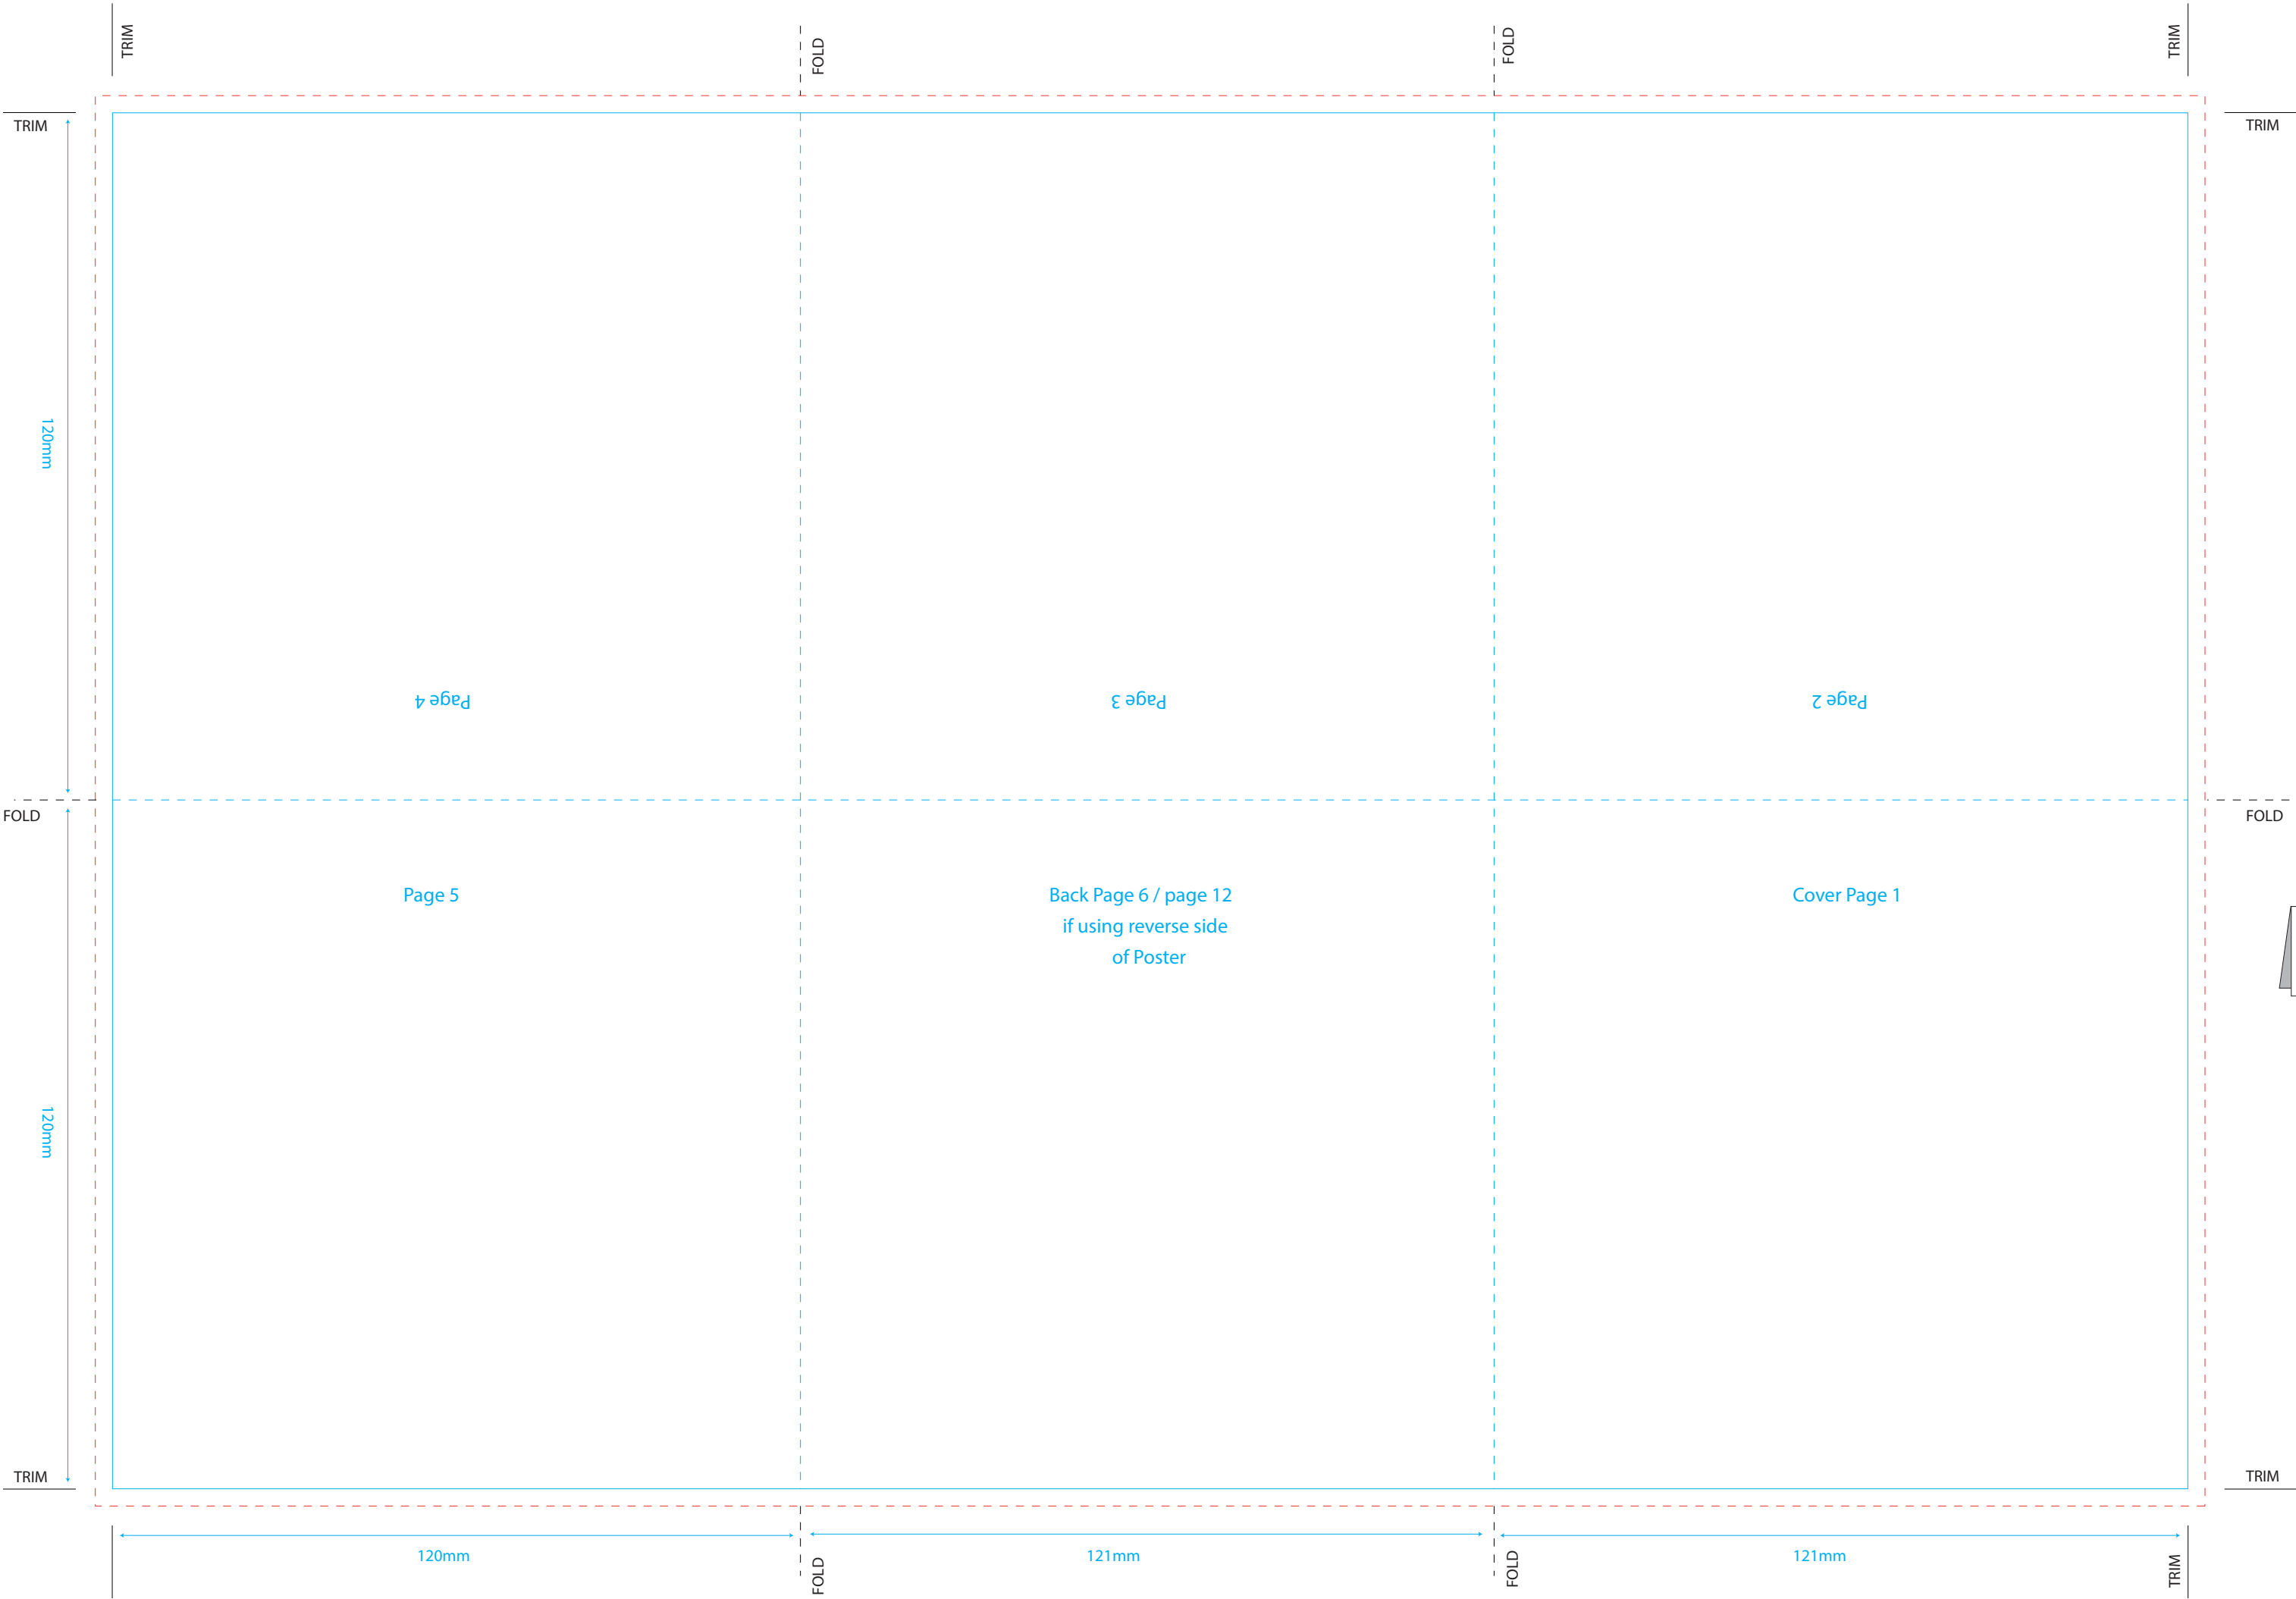 TRIM
FOLD
FOLD
TRIM
TRIM
TRIM
120mm
Page 4
Page 3
Page 2
FOLD
FOLD
Page 5
Back Page 6 / page 12
if using reverse side
of Poster
Cover Page 1
120mm
TRIM
TRIM
120mm
FOLD
121mm
FOLD
121mm
TRIM